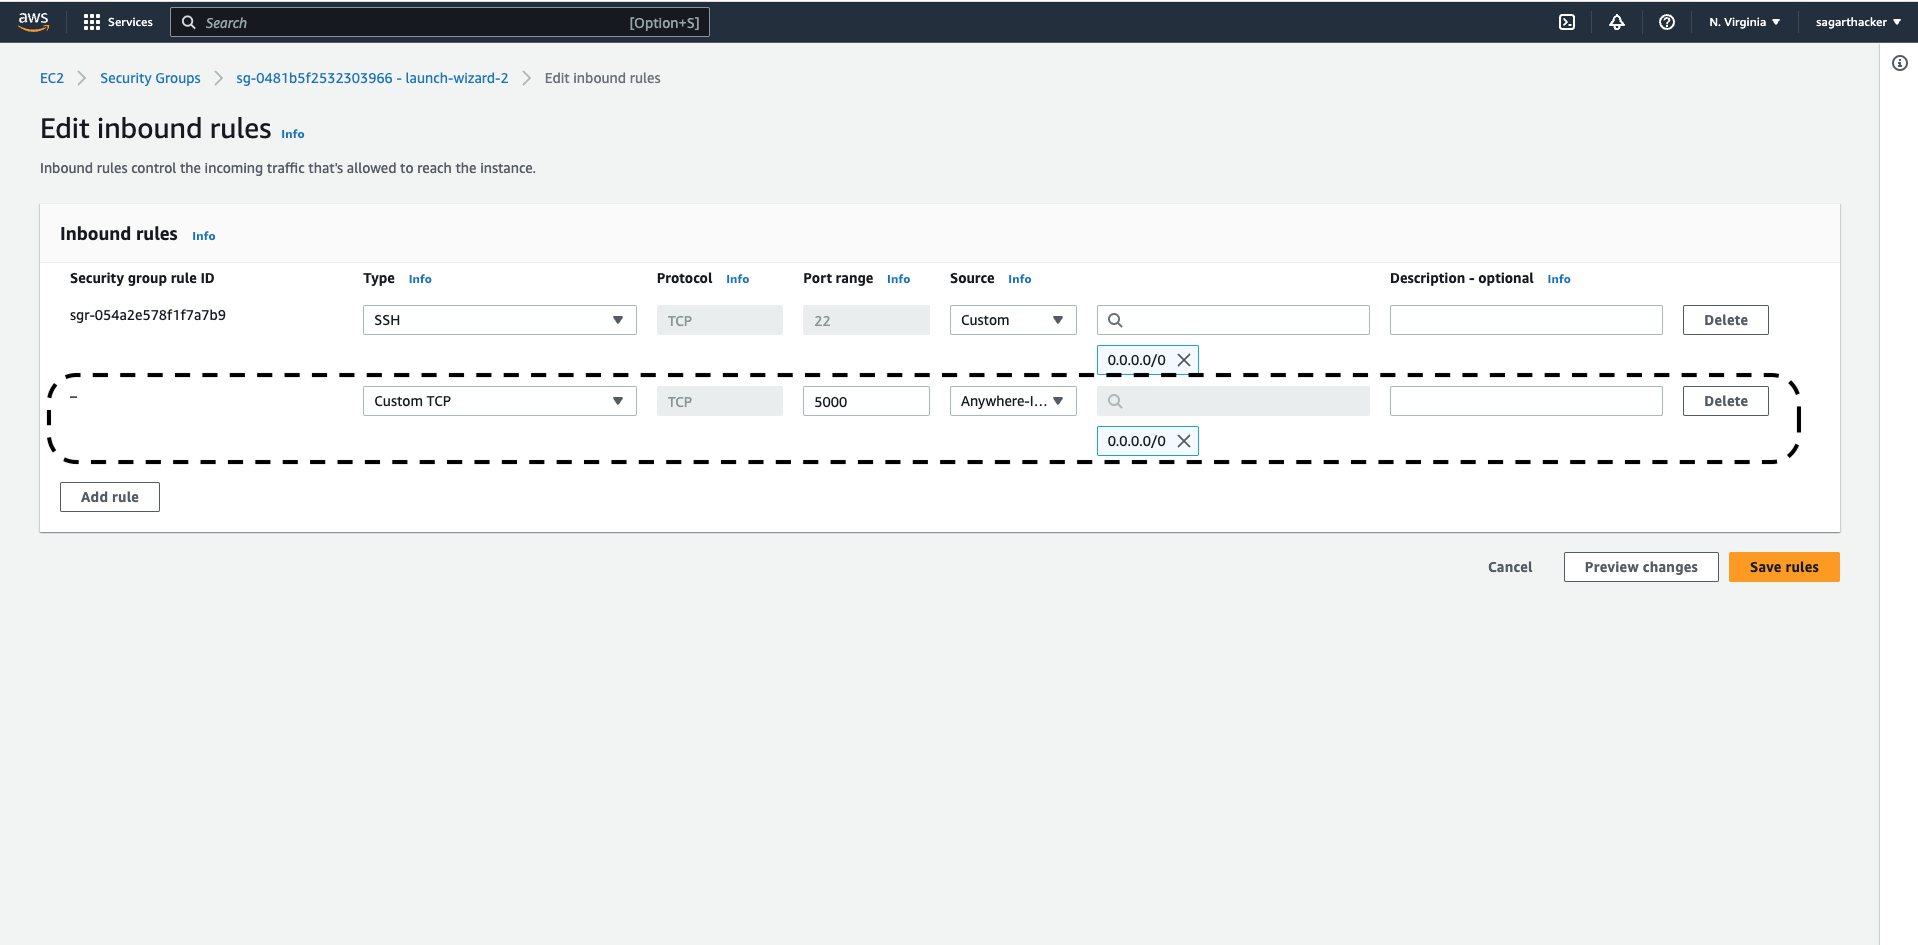 aws Services Search [Option+S] N. Virginia sagarthacker
EC2 Security Groups sg-0481b5f2532303966 - launch-wizard-2 Edit inbound rules
Edit inbound rules Info
Inbound rules control the incoming traffic that's allowed to reach the instance.
Inbound rules Info
Security group rule ID Type Info Protocol Info Port range Info Source Info Description - optional Info
sgr-054a2e578f1f7a7b9 SSH TCP 22 Custom Delete
0.0.0.0/0
– Custom TCP TCP 5000 Anywhere-I... Delete
0.0.0.0/0
Add rule
Cancel Preview changes Save rules